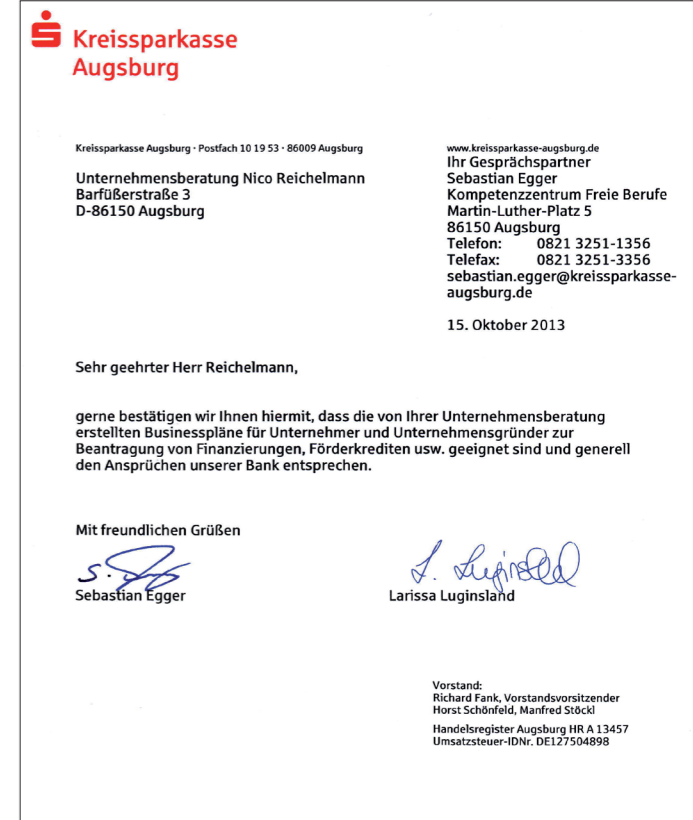 Kreissparkasse
Augsburg
Kreissparkasse Augsburg · Postfach 10 19 53 · 86009 Augsburg
Unternehmensberatung Nico Reichelmann
Barfüßerstraße 3
D-86150 Augsburg
www.kreissparkasse-augsburg.de
Ihr Gesprächspartner
Sebastian Egger
Kompetenzzentrum Freie Berufe
Martin-Luther-Platz 5
86150 Augsburg
Telefon: 0821 3251-1356
Telefax: 0821 3251-3356
sebastian.egger@kreissparkasse-
augsburg.de
15. Oktober 2013
Sehr geehrter Herr Reichelmann,
gerne bestätigen wir Ihnen hiermit, dass die von Ihrer Unternehmensberatung
erstellten Businesspläne für Unternehmer und Unternehmensgründer zur
Beantragung von Finanzierungen, Förderkrediten usw. geeignet sind und generell
den Ansprüchen unserer Bank entsprechen.
Mit freundlichen Grüßen
L. Luginsland
Sebastian Egger
Larissa Luginsland
Vorstand:
Richard Fank, Vorstandsvorsitzender
Horst Schönfeld, Manfred Stöckl
Handelsregister Augsburg HR A 13457
Umsatzsteuer-IDNr. DE127504898